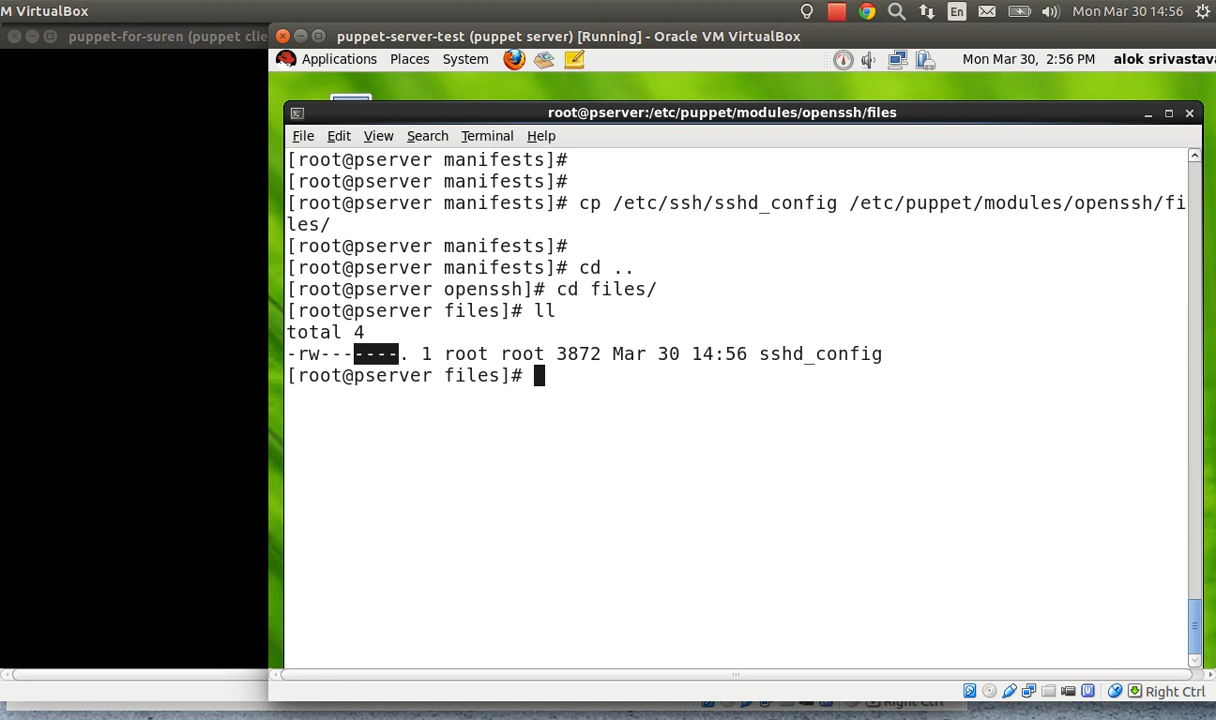 M VirtualBox
En
Mon Mar 30 14:56
puppet-for-suren (puppet clie
puppet-server-test (puppet server) [Running] - Oracle VM VirtualBox
Applications Places System
Mon Mar 30, 2:56 PM
alok srivastava
root@pserver:/etc/puppet/modules/openssh/files
File Edit View Search Terminal Help
[root@pserver manifests]#
[root@pserver manifests]#
[root@pserver manifests]# cp /etc/ssh/sshd_config /etc/puppet/modules/openssh/fi
les/
[root@pserver manifests]#
[root@pserver manifests]# cd ..
[root@pserver openssh]# cd files/
[root@pserver files]# ll
total 4
-rw-------. 1 root root 3872 Mar 30 14:56 sshd_config
[root@pserver files]#
Right Ctrl
Right Ctrl